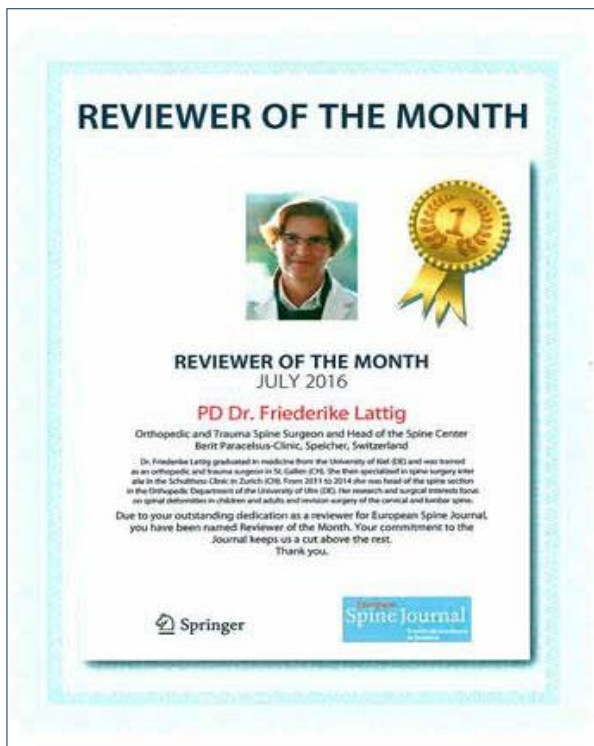 REVIEWER OF THE MONTH
1
REVIEWER OF THE MONTH
JULY 2016
PD Dr. Friederike Lattig
Orthopedic and Trauma Spine Surgeon and Head of the Spine Center
Berit Paracelsus-Clinic, Speicher, Switzerland
Dr. Friederike Lattig graduated in medicine from the University of Kiel (DE) and was trained
as an orthopedic and trauma surgeon in St. Gallen (CH). She then specialized in spine surgery inter
alia in the Schulthess Clinic in Zurich (CH). From 2011 to 2014 she was head of the spine section
in the Orthopedic Department of the University of Ulm (DE). Her research and surgical interests focus
on spinal deformities in children and adults and revision surgery of the cervical and lumbar spine.
Due to your outstanding dedication as a reviewer for European Spine Journal,
you have been named Reviewer of the Month. Your commitment to the
Journal keeps us a cut above the rest.
Thank you.
Springer
European
Spine Journal